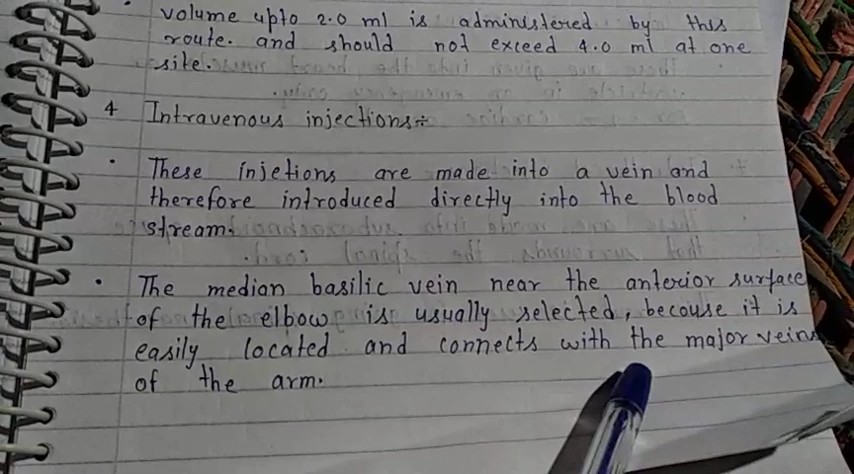 • volume upto 2.0 ml is administered by this
route. and should not exceed 4.0 ml at one
site.
4 Intravenous injections÷
• These injetions are made into a vein and
therefore introduced directly into the blood
stream.
• The median basilic vein near the anterior surface
of the elbow is usually selected, becouse it is
easily located and connects with the major veins
of the arm.